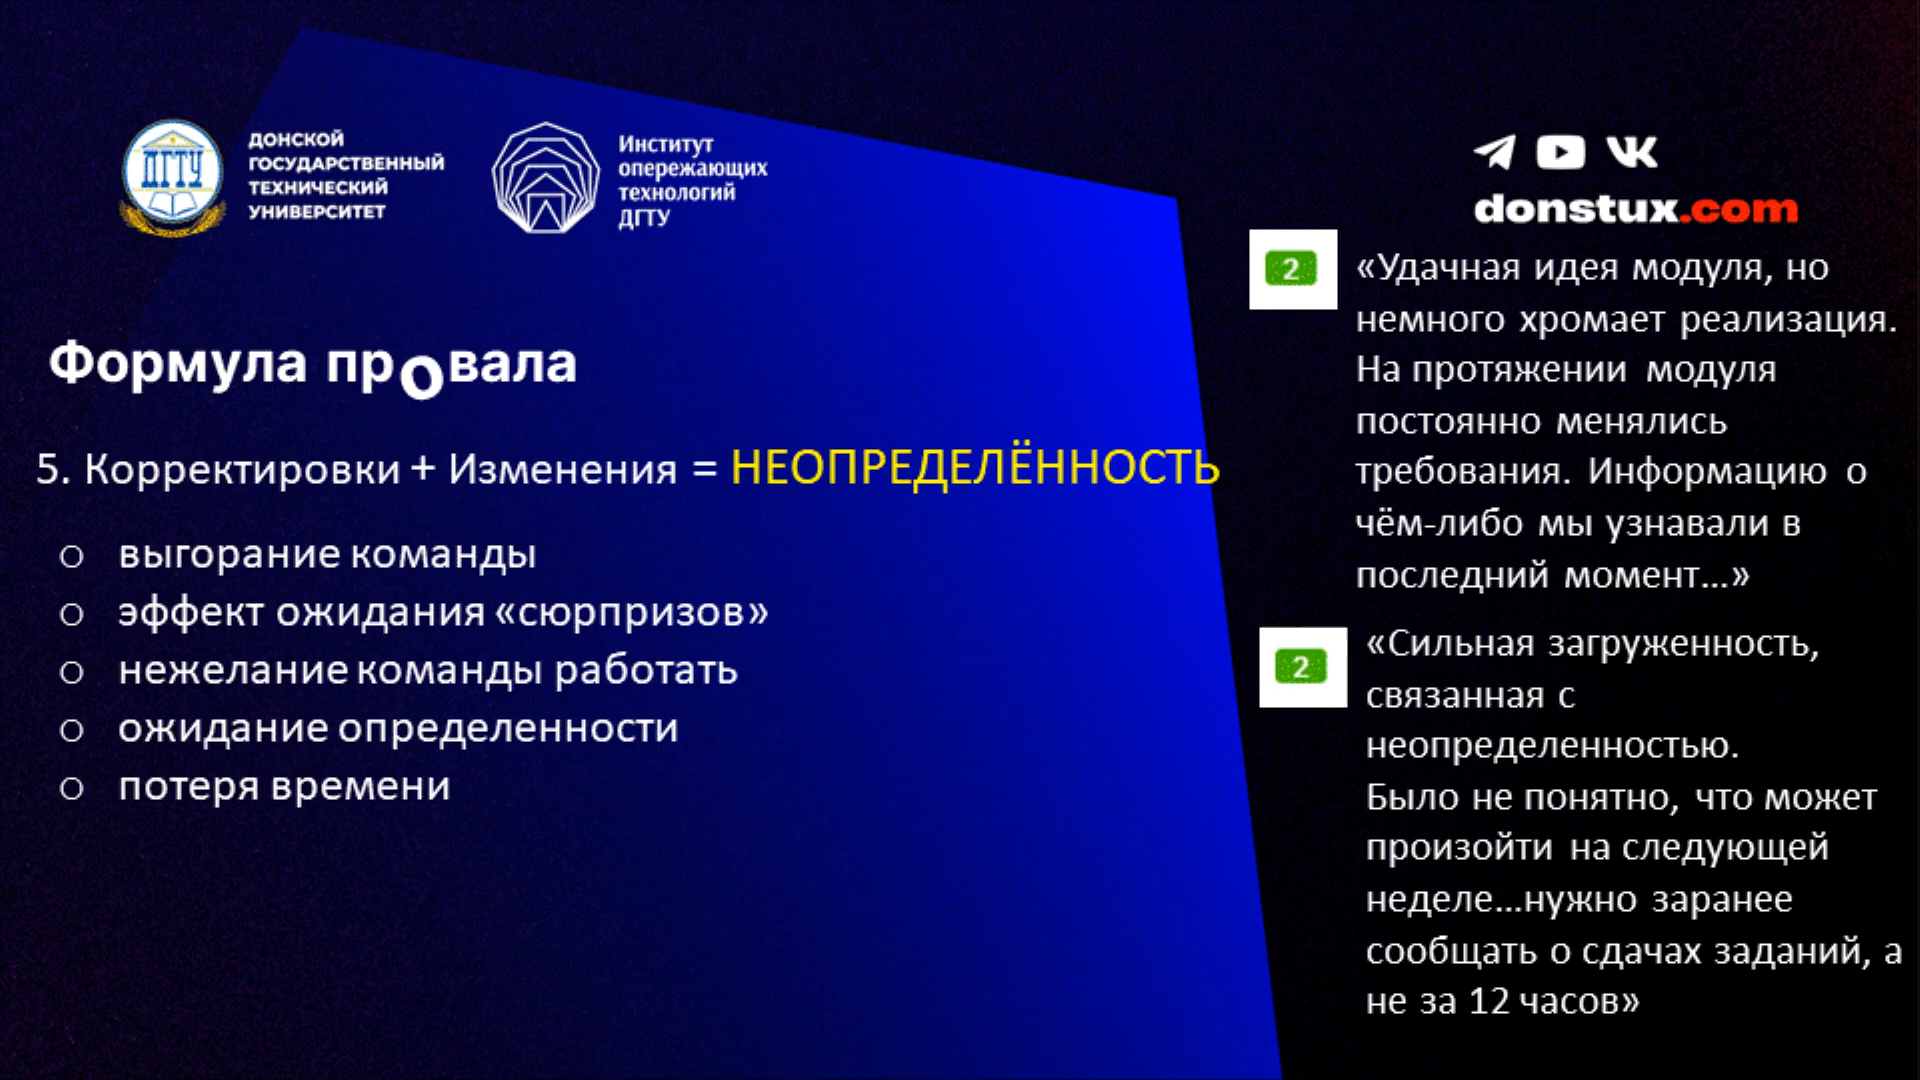 ДГТУ
ДОНСКОЙ
ГОСУДАРСТВЕННЫЙ
ТЕХНИЧЕСКИЙ
УНИВЕРСИТЕТ
Институт
опережающих
технологий
ДГТУ
donstux.com
Формула провала
5. Корректировки + Изменения = НЕОПРЕДЕЛЁННОСТЬ
o выгорание команды
o эффект ожидания «сюрпризов»
o нежелание команды работать
o ожидание определенности
o потеря времени
2
«Удачная идея модуля, но
немного хромает реализация.
На протяжении модуля
постоянно менялись
требования. Информацию о
чём-либо мы узнавали в
последний момент...»
2
«Сильная загруженность,
связанная с
неопределенностью.
Было не понятно, что может
произойти на следующей
неделе...нужно заранее
сообщать о сдачах заданий, а
не за 12 часов»